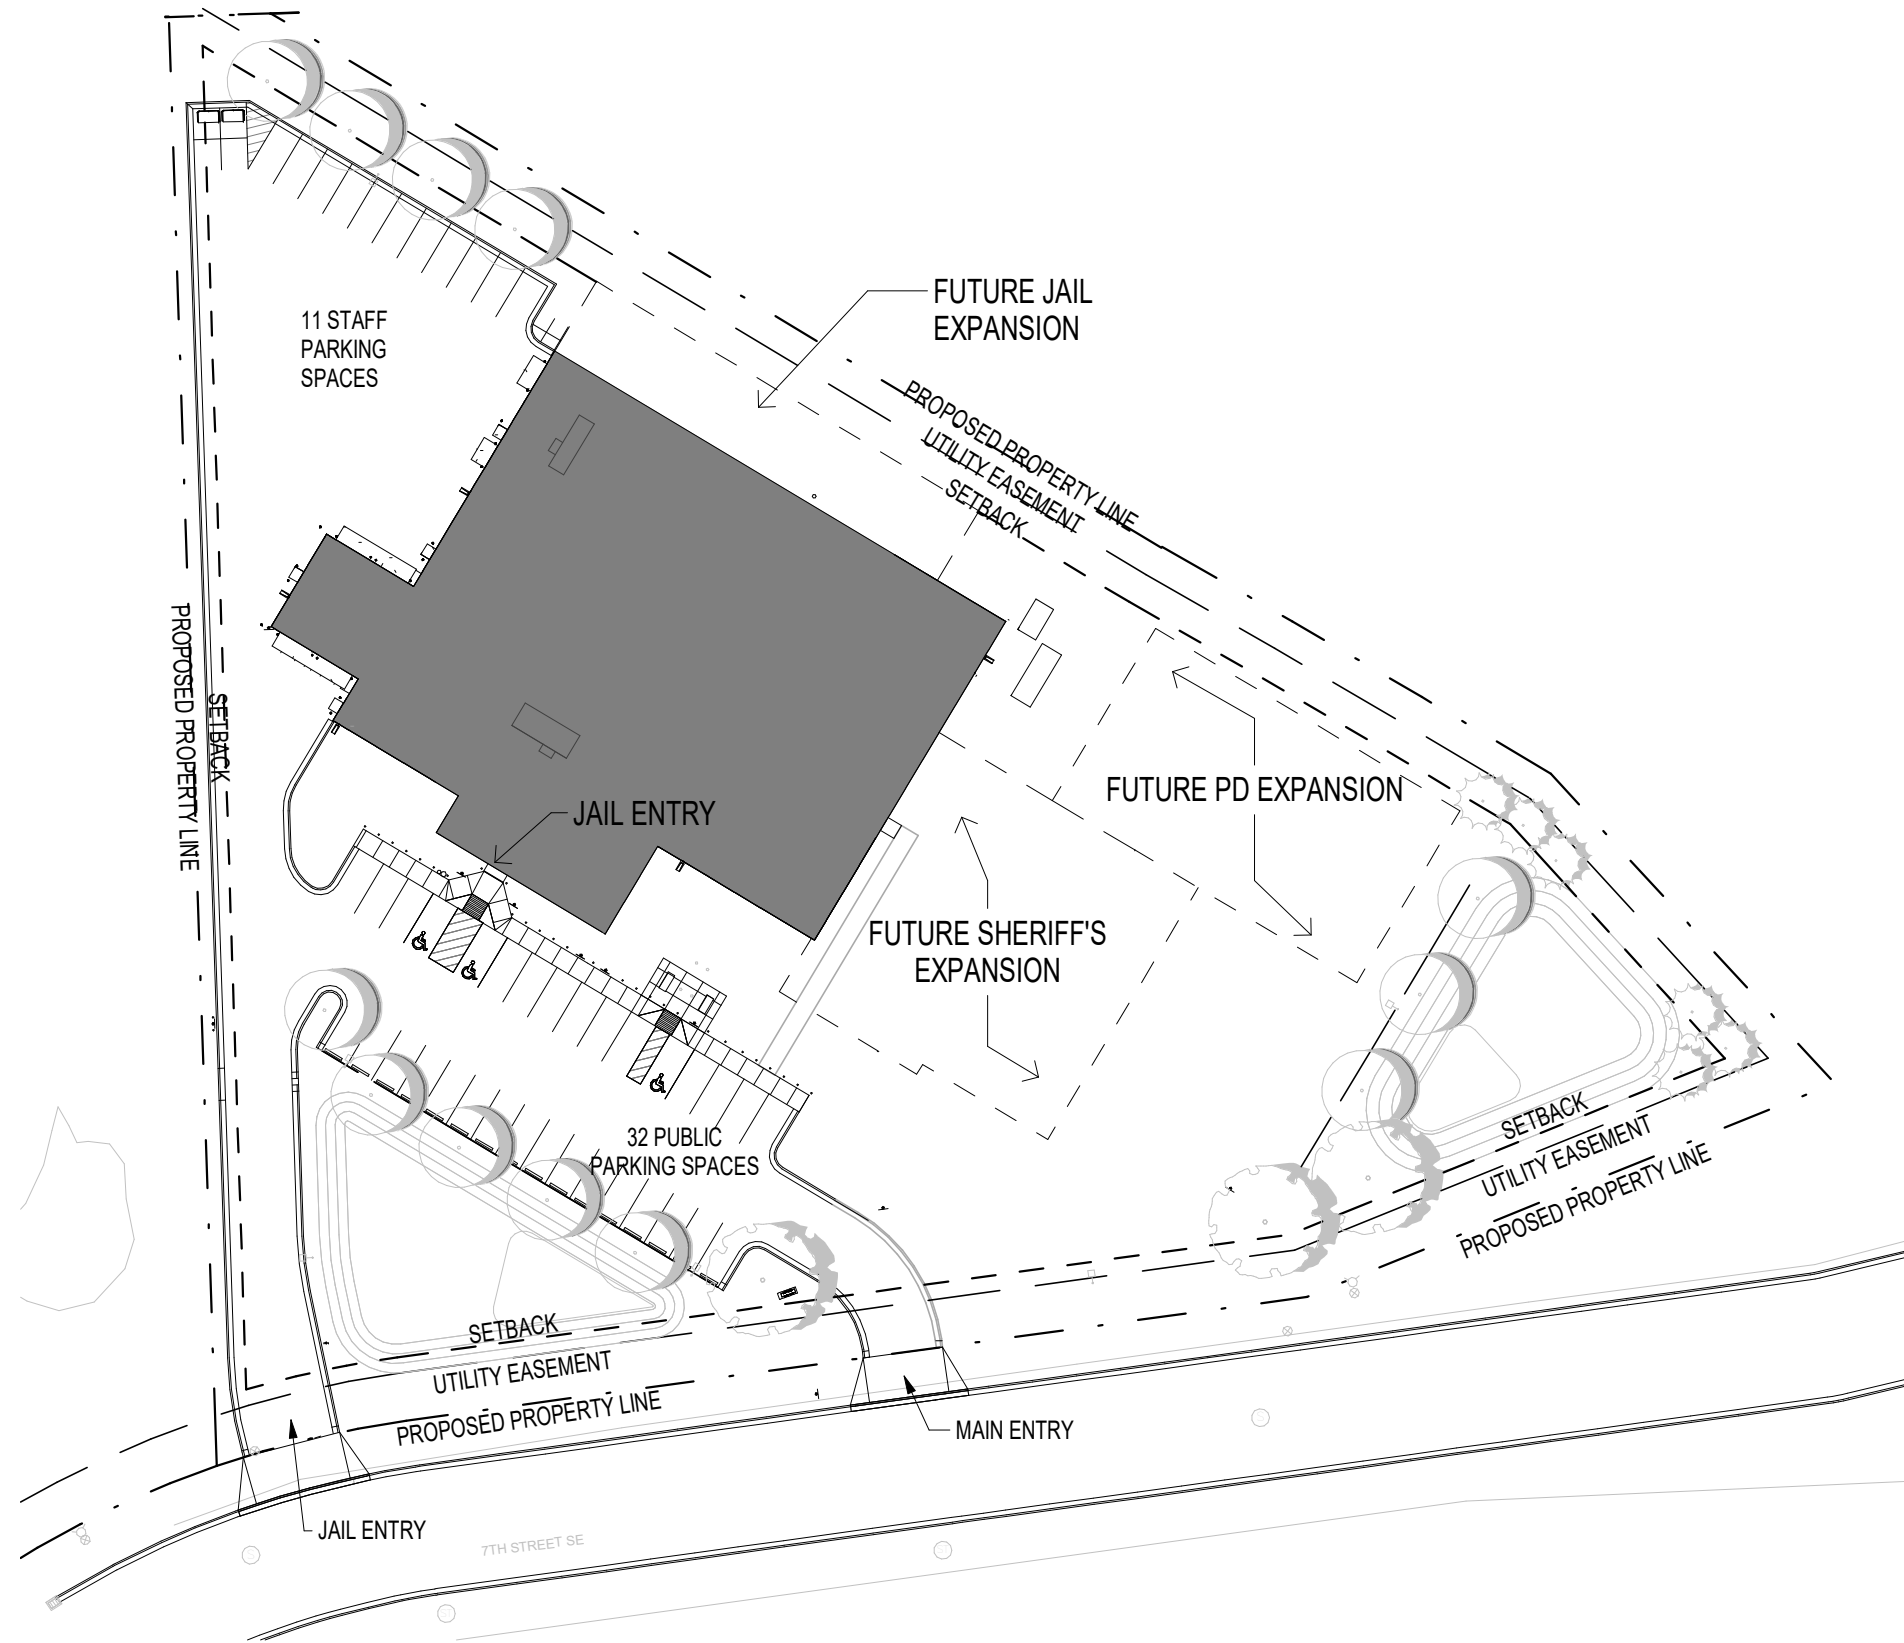 FUTURE JAIL
EXPANSION
11 STAFF
PARKING
SPACES
PROPOSED PROPERTY LINE
UTILITY EASEMENT
SETBACK
PROPOSED PROPERTY LINE
SETBACK
FUTURE PD EXPANSION
JAIL ENTRY
FUTURE SHERIFF'S
EXPANSION
32 PUBLIC
PARKING SPACES
SETBACK
UTILITY EASEMENT
PROPOSED PROPERTY LINE
SETBACK
UTILITY EASEMENT
PROPOSED PROPERTY LINE
MAIN ENTRY
JAIL ENTRY
7TH STREET SE